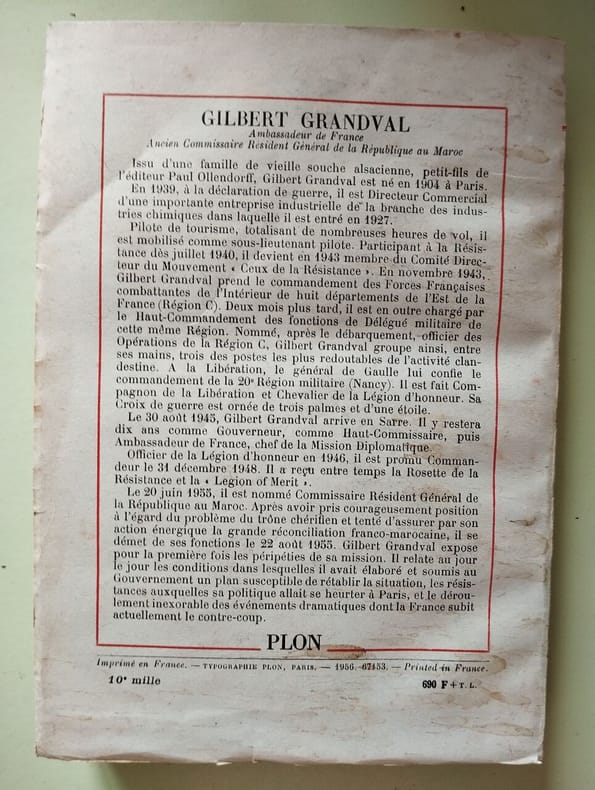 GILBERT GRANDVAL
Ambassadeur de France
Ancien Commissaire Résident Général de la République au Maroc
Issu d'une famille de vieille souche alsacienne, petit-fils de
l'éditeur Paul Ollendorff, Gilbert Grandval est né en 1904 à Paris.
En 1939, à la déclaration de guerre, il est Directeur Commercial
d'une importante entreprise industrielle de la branche des indus-
tries chimiques dans laquelle il est entré en 1927.
Pilote de tourisme, totalisant de nombreuses heures de vol, il
est mobilisé comme sous-lieutenant pilote. Participant à la Résis-
tance dès juillet 1940, il devient en 1943 membre du Comité Direc-
teur du Mouvement « Ceux de la Résistance ». En novembre 1943,
Gilbert Grandval prend le commandement des Forces Françaises
combattantes de l'Intérieur de huit départements de l'Est de la
France (Région C). Deux mois plus tard, il est en outre chargé par
le Haut-Commandement des fonctions de Délégué militaire de
cette même Région. Nommé, après le débarquement, officier des
Opérations de la Région C, Gilbert Grandval groupe ainsi, entre
ses mains, trois des postes les plus redoutables de l'activité clan-
destine. A la Libération, le général de Gaulle lui confie le
commandement de la 20e Région militaire (Nancy). Il est fait Com-
pagnon de la Libération et Chevalier de la Légion d'honneur. Sa
Croix de guerre est ornée de trois palmes et d'une étoile.
Le 30 août 1945, Gilbert Grandval arrive en Sarre. Il y restera
dix ans comme Gouverneur, comme Haut-Commissaire, puis
Ambassadeur de France, chef de la Mission Diplomatique.
Officier de la Légion d'honneur en 1946, il est promu Comman-
deur le 31 décembre 1948. Il a reçu entre temps la Rosette de la
Résistance et la « Legion of Merit ».
Le 20 juin 1955, il est nommé Commissaire Résident Général de
la République au Maroc. Après avoir pris courageusement position
à l'égard du problème du trône chérifien et tenté d'assurer par son
action énergique la grande réconciliation franco-marocaine, il se
démet de ses fonctions le 22 août 1955. Gilbert Grandval expose
pour la première fois les péripéties de sa mission. Il relate au jour
le jour les conditions dans lesquelles il avait élaboré et soumis au
Gouvernement un plan susceptible de rétablir la situation, les résis-
tances auxquelles sa politique allait se heurter à Paris, et le dérou-
lement inexorable des événements dramatiques dont la France subit
actuellement le contre-coup.
PLON
Imprimé en France. — TYPOGRAPHIE PLON, PARIS. — 1956. 67153. — Printed in France.
10e mille 690 F + T. L.